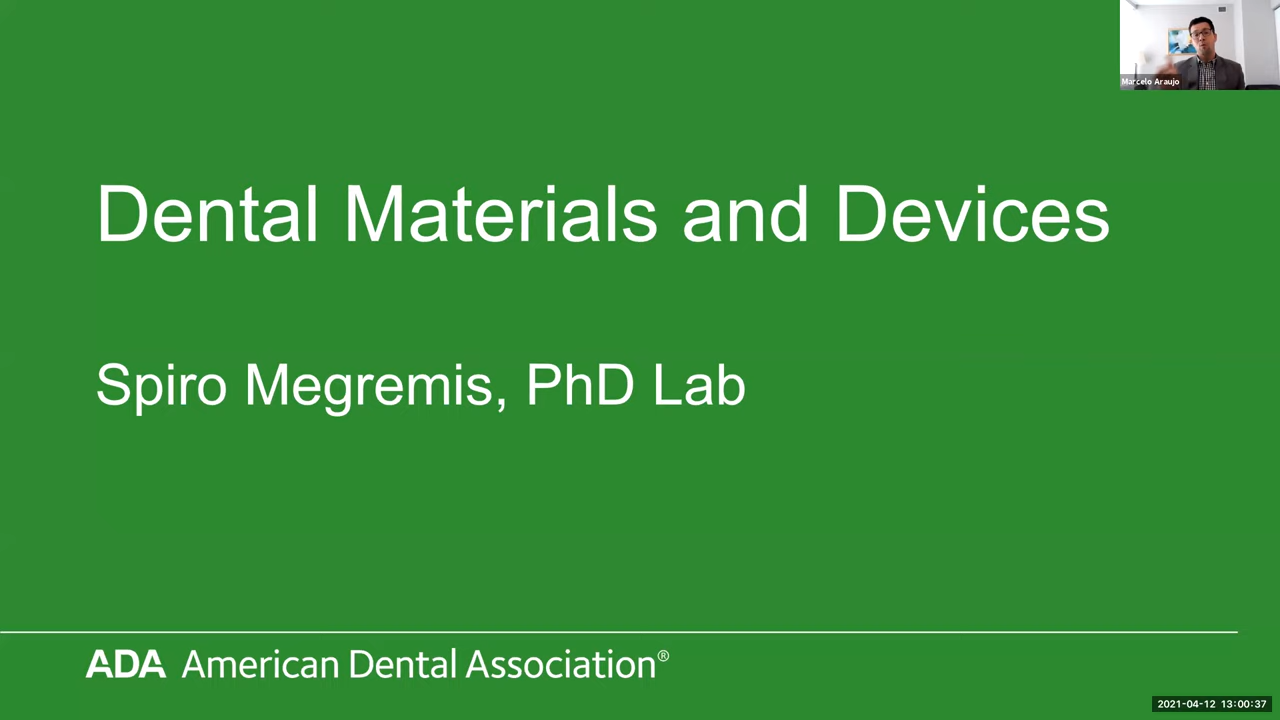 Marcelo Araujo
Dental Materials and Devices
Spiro Megremis, PhD Lab
ADA American Dental Association®
2021-04-12 13:00:37